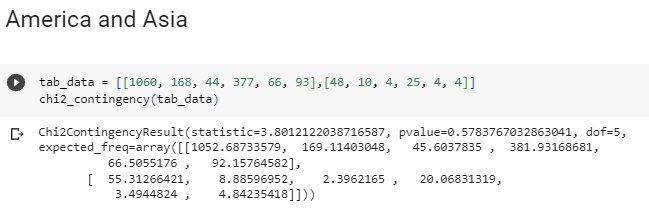 America and Asia
tab_data = [[1060, 168, 44, 377, 66, 93],[48, 10, 4, 25, 4, 4]]
chi2_contingency(tab_data)
Chi2ContingencyResult(statistic=3.8012122038716587, pvalue=0.5783767032863041, dof=5,
expected_freq=array([[1052.68733579, 169.11403048, 45.6037835 , 381.93168681,
66.5055176 , 92.15764582],
[ 55.31266421, 8.88596952, 2.3962165 , 20.06831319,
3.4944824 , 4.84235418]]))